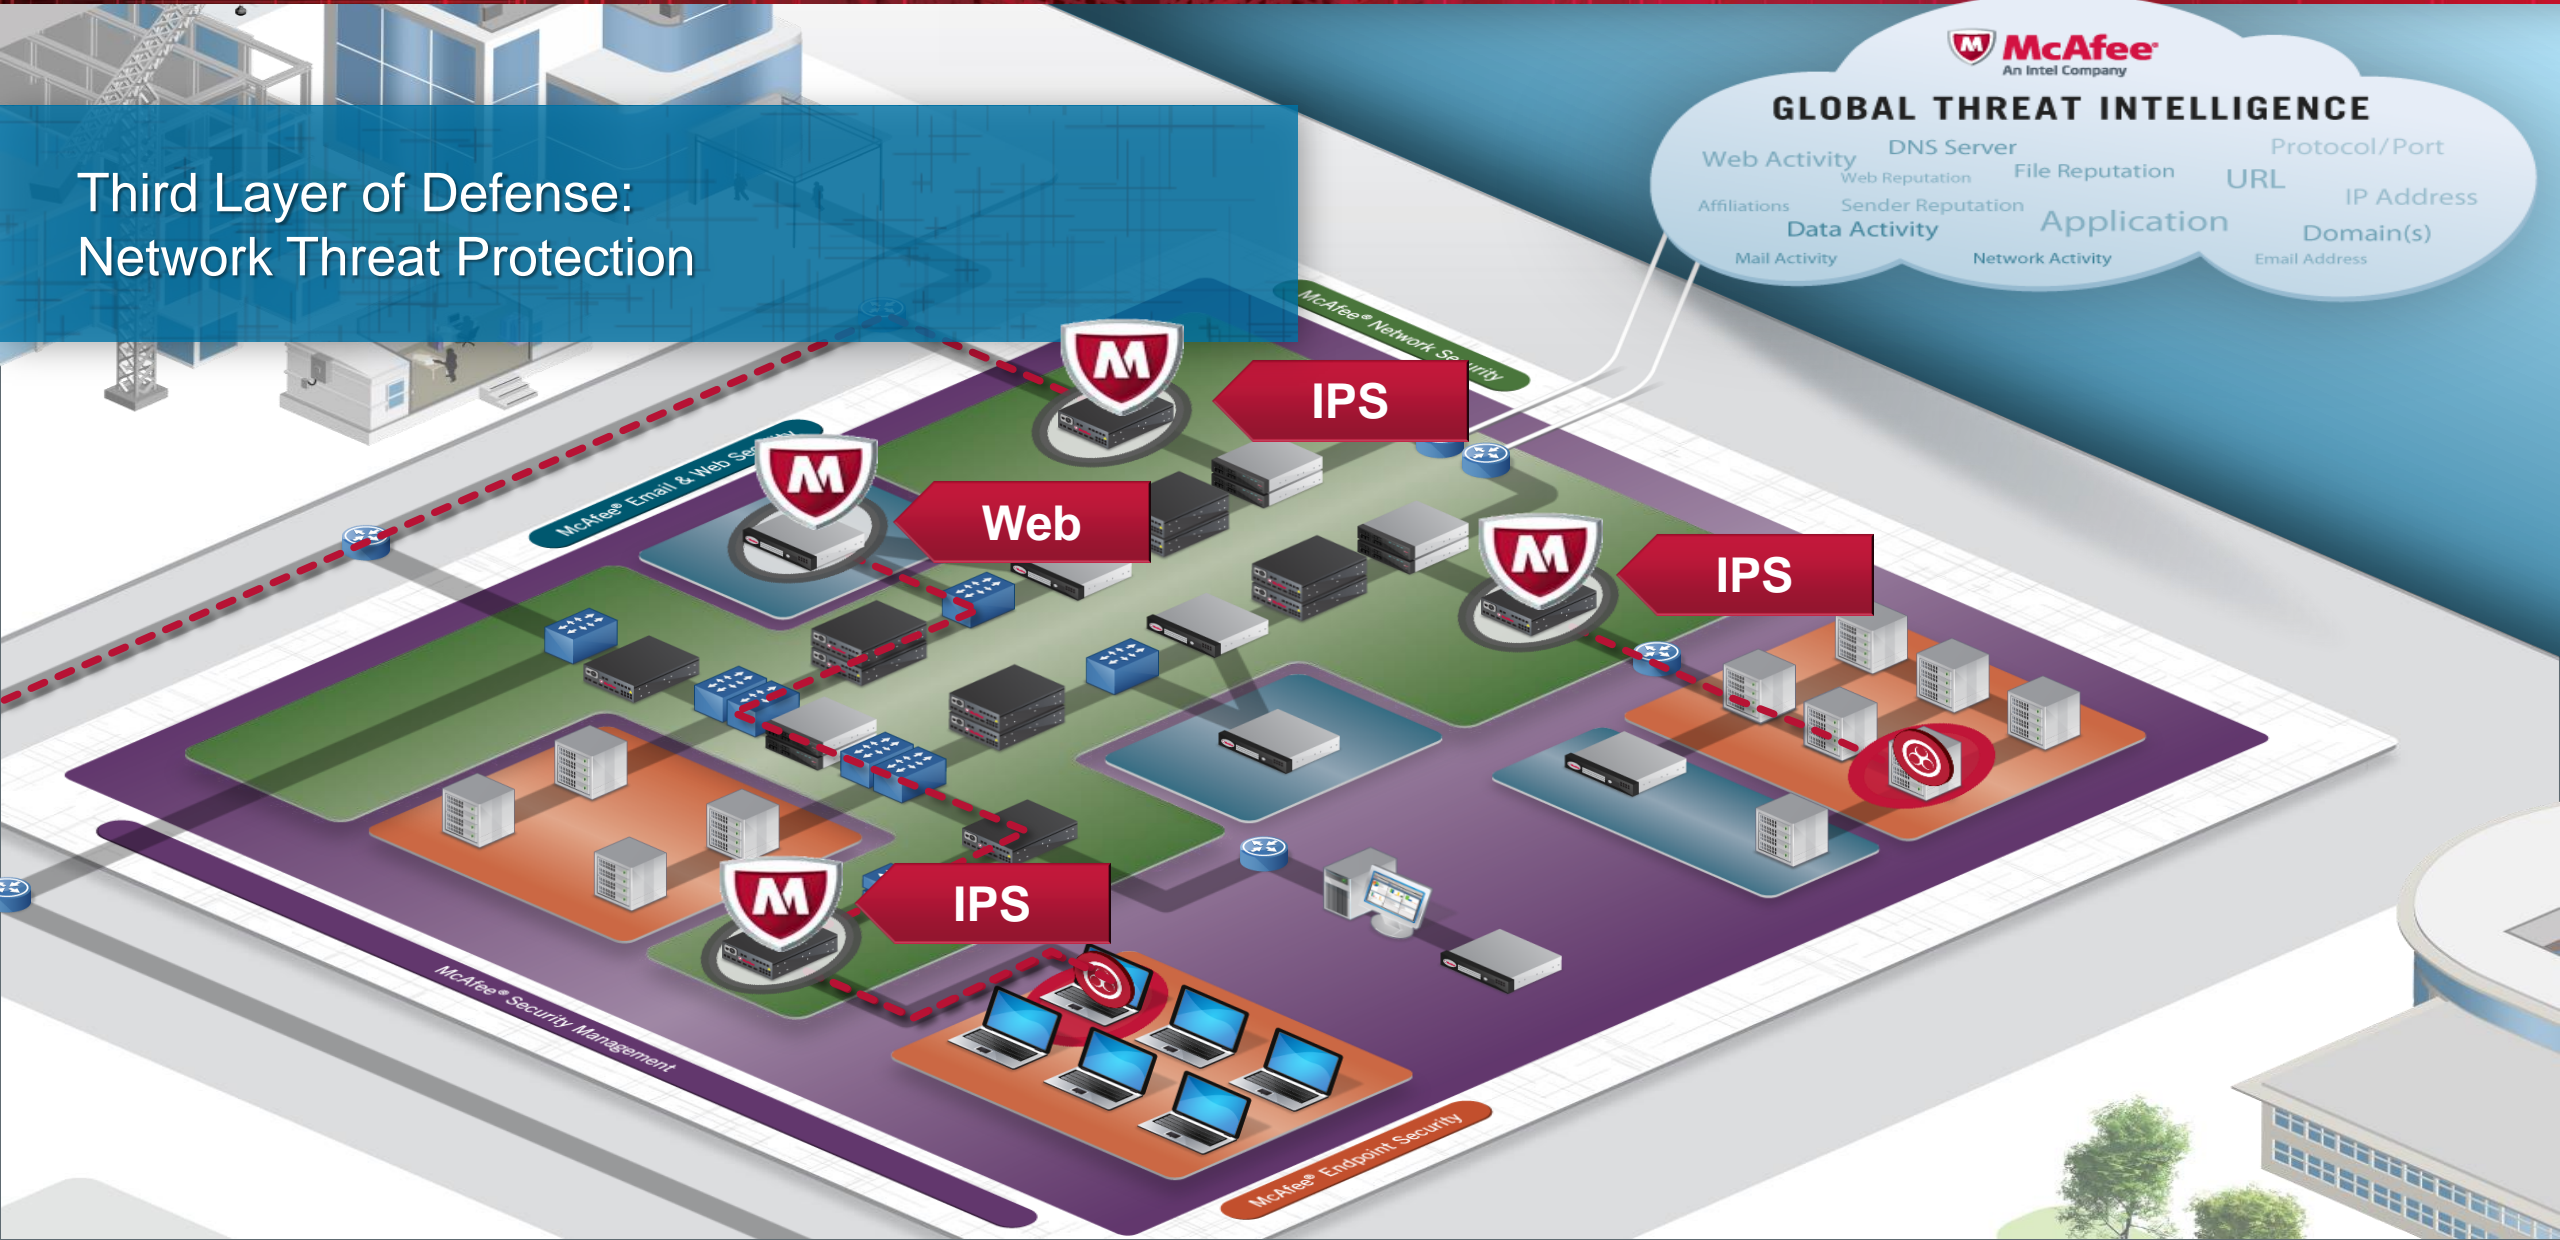 McAfee®
An Intel Company
GLOBAL THREAT INTELLIGENCE
Web Activity
DNS Server
Protocol/Port
Web Reputation
File Reputation
URL
IP Address
Affiliations
Sender Reputation
Data Activity
Application
Domain(s)
Mail Activity
Network Activity
Email Address
Third Layer of Defense:
Network Threat Protection
McAfee® Network Security
IPS
McAfee® Email & Web Security
Web
IPS
IPS
McAfee® Security Management
McAfee® Endpoint Security